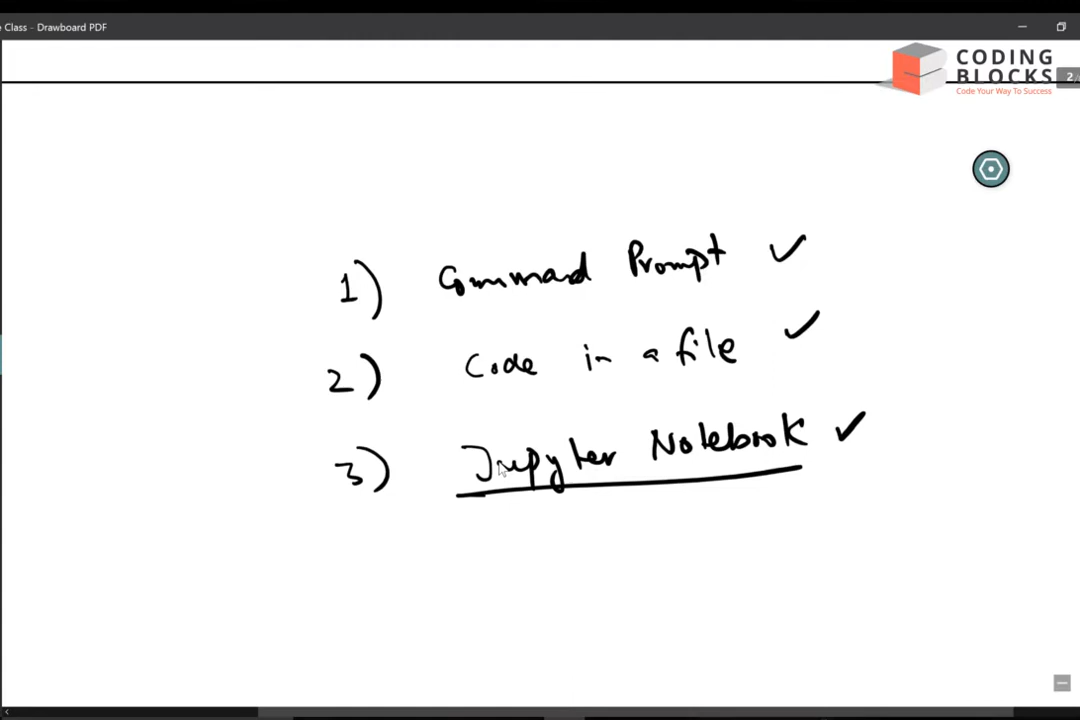 e Class - Drawboard PDF
CODING
BLOCKS
2/
Code Your Way To Success
1) Command Prompt ✓
2) Code in a file ✓
3) Jupyter Notebook ✓